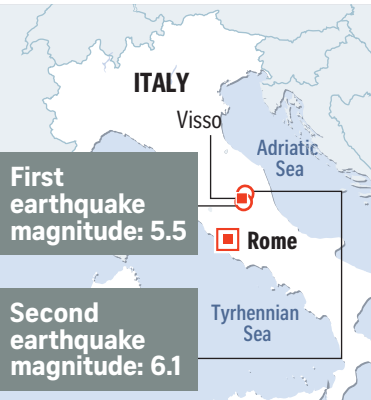 ITALY
Visso
Adriatic
Sea
First
earthquake
magnitude: 5.5
Rome
Second
earthquake
magnitude: 6.1
Tyrhennian
Sea